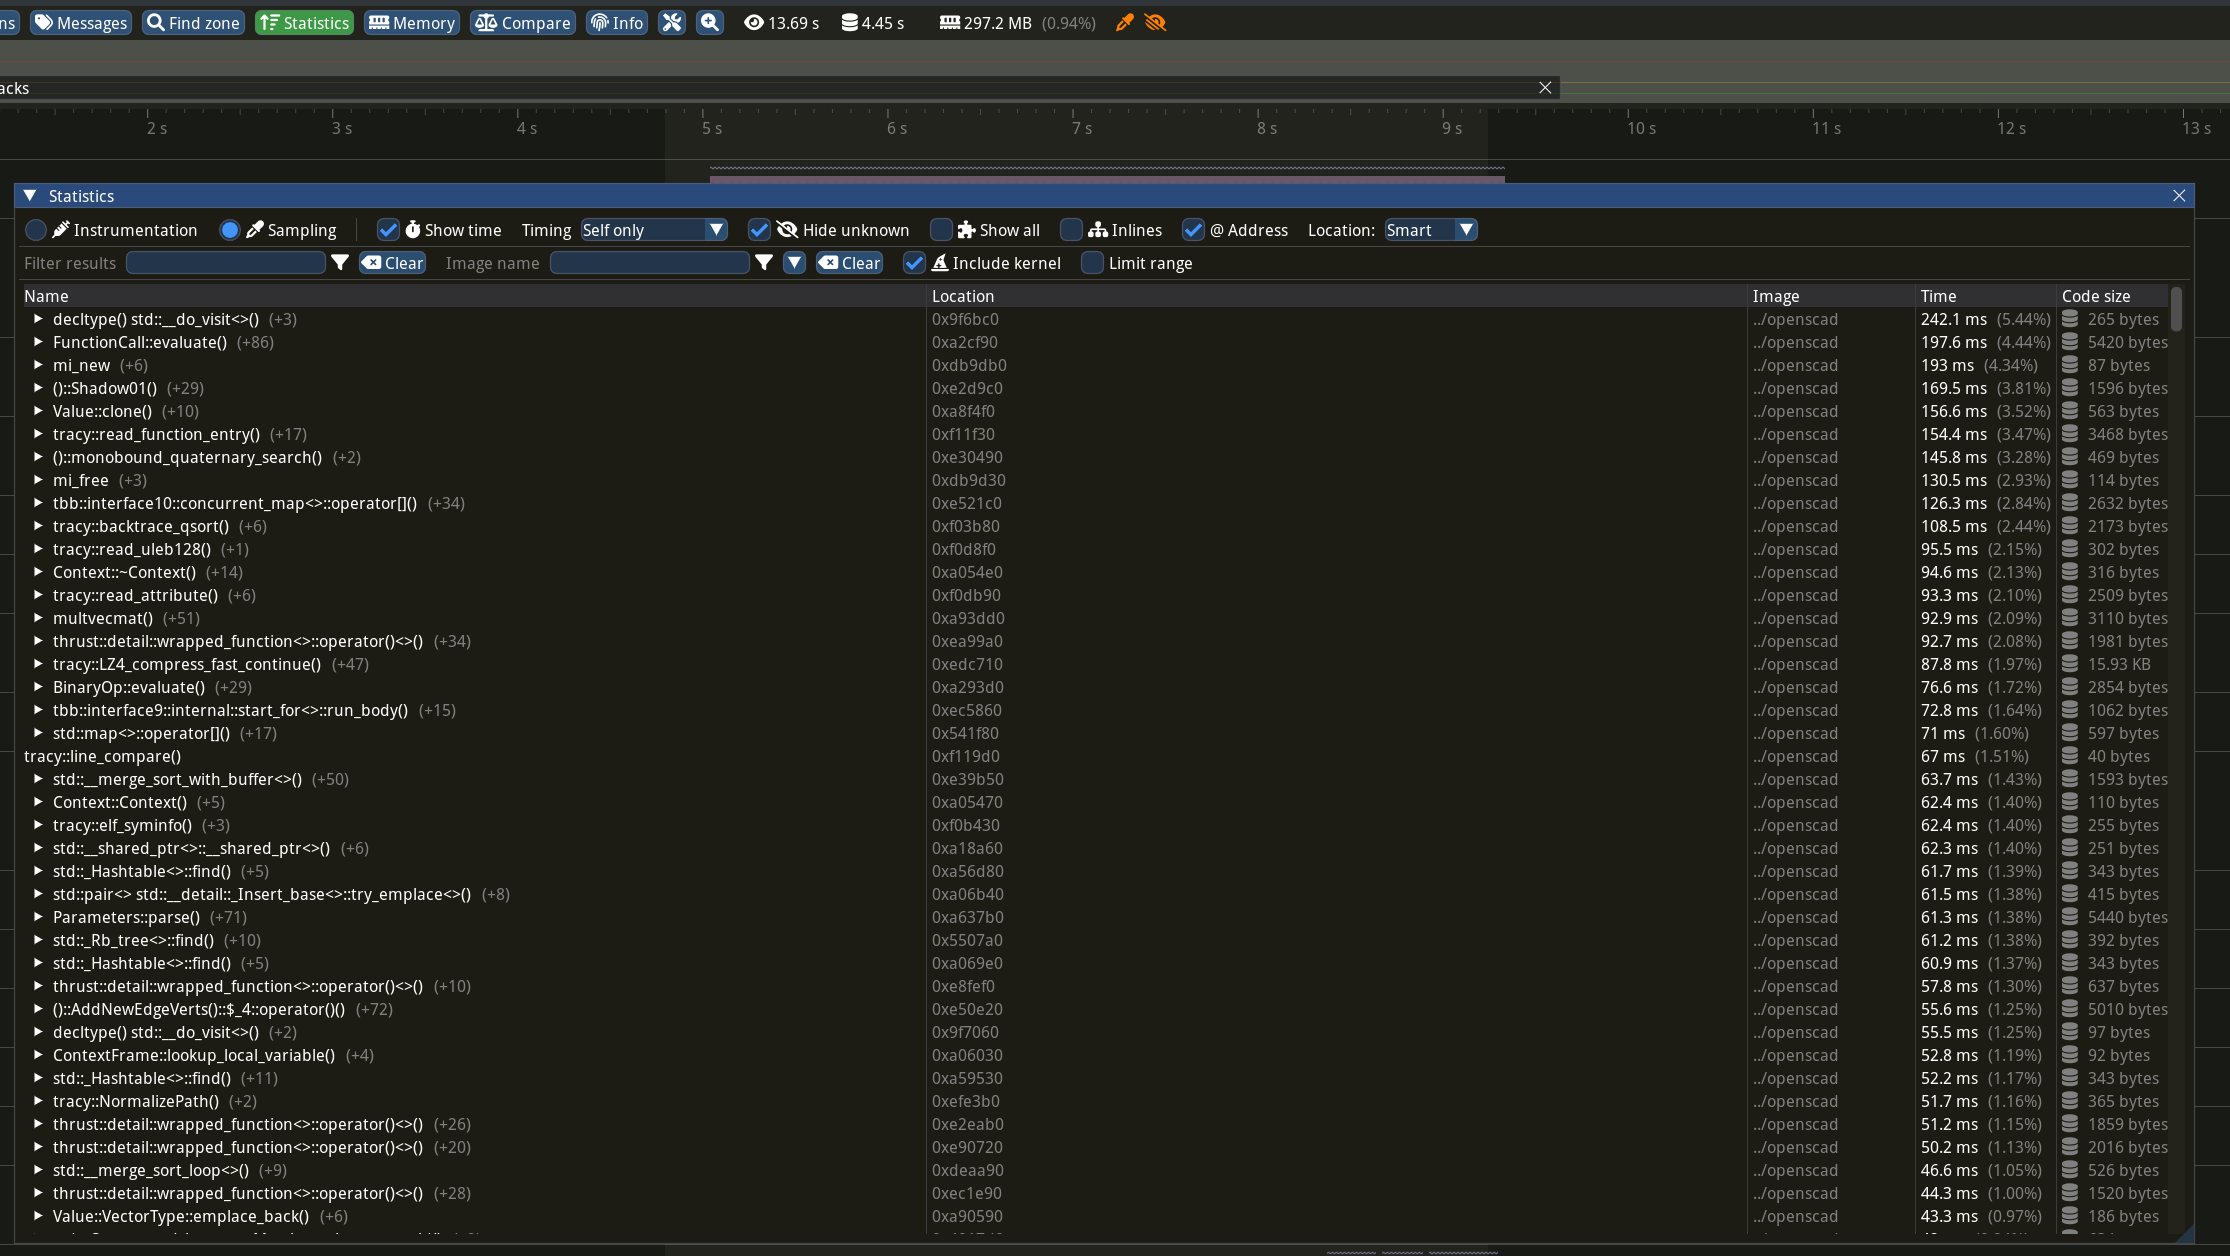 ns Messages Find zone Statistics Memory Compare Info 13.69 s 4.45 s 297.2 MB (0.94%)
acks
2 s 3 s 4 s 5 s 6 s 7 s 8 s 9 s 10 s 11 s 12 s 13 s
Statistics
Instrumentation Sampling Show time Timing Self only Hide unknown Show all Inlines @ Address Location: Smart
Filter results Clear Image name Clear Include kernel Limit range
Name Location Image Time Code size
decltype() std::__do_visit<>() (+3) 0x9f6bc0 ../openscad 242.1 ms (5.44%) 265 bytes
FunctionCall::evaluate() (+86) 0xa2cf90 ../openscad 197.6 ms (4.44%) 5420 bytes
mi_new (+6) 0xdb9db0 ../openscad 193 ms (4.34%) 87 bytes
()::Shadow01() (+29) 0xe2d9c0 ../openscad 169.5 ms (3.81%) 1596 bytes
Value::clone() (+10) 0xa8f4f0 ../openscad 156.6 ms (3.52%) 563 bytes
tracy::read_function_entry() (+17) 0xf11f30 ../openscad 154.4 ms (3.47%) 3468 bytes
()::monobound_quaternary_search() (+2) 0xe30490 ../openscad 145.8 ms (3.28%) 469 bytes
mi_free (+3) 0xdb9d30 ../openscad 130.5 ms (2.93%) 114 bytes
tbb::interface10::concurrent_map<>::operator[]() (+34) 0xe521c0 ../openscad 126.3 ms (2.84%) 2632 bytes
tracy::backtrace_qsort() (+6) 0xf03b80 ../openscad 108.5 ms (2.44%) 2173 bytes
tracy::read_uleb128() (+1) 0xf0d8f0 ../openscad 95.5 ms (2.15%) 302 bytes
Context::~Context() (+14) 0xa054e0 ../openscad 94.6 ms (2.13%) 316 bytes
tracy::read_attribute() (+6) 0xf0db90 ../openscad 93.3 ms (2.10%) 2509 bytes
multvecmat() (+51) 0xa93dd0 ../openscad 92.9 ms (2.09%) 3110 bytes
thrust::detail::wrapped_function<>::operator()<>() (+34) 0xea99a0 ../openscad 92.7 ms (2.08%) 1981 bytes
tracy::LZ4_compress_fast_continue() (+47) 0xedc710 ../openscad 87.8 ms (1.97%) 15.93 KB
BinaryOp::evaluate() (+29) 0xa293d0 ../openscad 76.6 ms (1.72%) 2854 bytes
tbb::interface9::internal::start_for<>::run_body() (+15) 0xec5860 ../openscad 72.8 ms (1.64%) 1062 bytes
std::map<>::operator[]() (+17) 0x541f80 ../openscad 71 ms (1.60%) 597 bytes
tracy::line_compare() 0xf119d0 ../openscad 67 ms (1.51%) 40 bytes
std::__merge_sort_with_buffer<>() (+50) 0xe39b50 ../openscad 63.7 ms (1.43%) 1593 bytes
Context::Context() (+5) 0xa05470 ../openscad 62.4 ms (1.40%) 110 bytes
tracy::elf_syminfo() (+3) 0xf0b430 ../openscad 62.4 ms (1.40%) 255 bytes
std::__shared_ptr<>::__shared_ptr<>() (+6) 0xa18a60 ../openscad 62.3 ms (1.40%) 251 bytes
std::_Hashtable<>::find() (+5) 0xa56d80 ../openscad 61.7 ms (1.39%) 343 bytes
std::pair<> std::__detail::_Insert_base<>::try_emplace<>() (+8) 0xa06b40 ../openscad 61.5 ms (1.38%) 415 bytes
Parameters::parse() (+71) 0xa637b0 ../openscad 61.3 ms (1.38%) 5440 bytes
std::_Rb_tree<>::find() (+10) 0x5507a0 ../openscad 61.2 ms (1.38%) 392 bytes
std::_Hashtable<>::find() (+5) 0xa069e0 ../openscad 60.9 ms (1.37%) 343 bytes
thrust::detail::wrapped_function<>::operator()<>() (+10) 0xe8fef0 ../openscad 57.8 ms (1.30%) 637 bytes
()::AddNewEdgeVerts()::$_4::operator()() (+72) 0xe50e20 ../openscad 55.6 ms (1.25%) 5010 bytes
decltype() std::__do_visit<>() (+2) 0x9f7060 ../openscad 55.5 ms (1.25%) 97 bytes
ContextFrame::lookup_local_variable() (+4) 0xa06030 ../openscad 52.8 ms (1.19%) 92 bytes
std::_Hashtable<>::find() (+11) 0xa59530 ../openscad 52.2 ms (1.17%) 343 bytes
tracy::NormalizePath() (+2) 0xefe3b0 ../openscad 51.7 ms (1.16%) 365 bytes
thrust::detail::wrapped_function<>::operator()<>() (+26) 0xe2eab0 ../openscad 51.2 ms (1.15%) 1859 bytes
thrust::detail::wrapped_function<>::operator()<>() (+20) 0xe90720 ../openscad 50.2 ms (1.13%) 2016 bytes
std::__merge_sort_loop<>() (+9) 0xdeaa90 ../openscad 46.6 ms (1.05%) 526 bytes
thrust::detail::wrapped_function<>::operator()<>() (+28) 0xec1e90 ../openscad 44.3 ms (1.00%) 1520 bytes
Value::VectorType::emplace_back() (+6) 0xa90590 ../openscad 43.3 ms (0.97%) 186 bytes